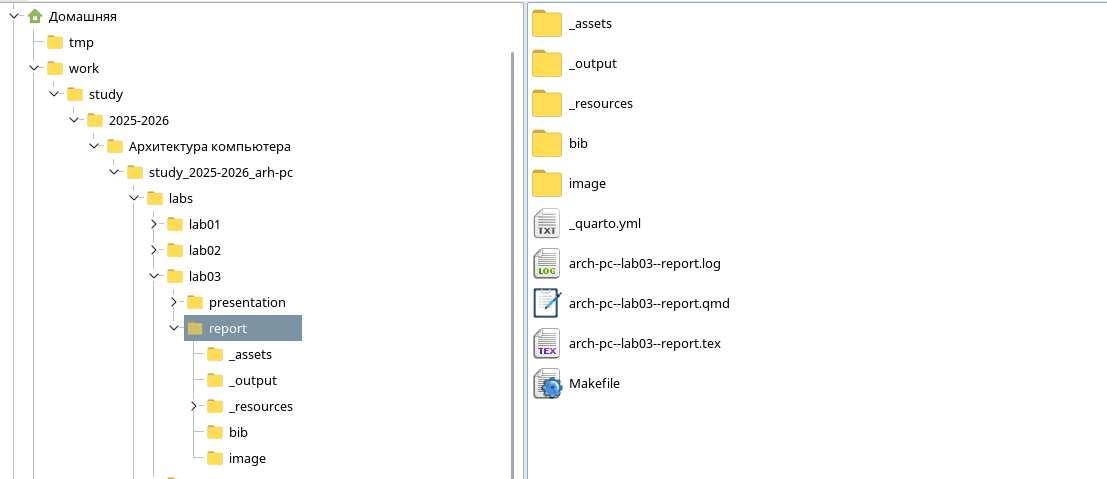 Домашняя
tmp
work
study
2025-2026
Архитектура компьютера
study_2025-2026_arh-pc
labs
lab01
lab02
lab03
presentation
report
_assets
_output
_resources
bib
image
_assets
_output
_resources
bib
image
TXT
_quarto.yml
LOG
arch-pc--lab03--report.log
arch-pc--lab03--report.qmd
TEX
arch-pc--lab03--report.tex
Makefile